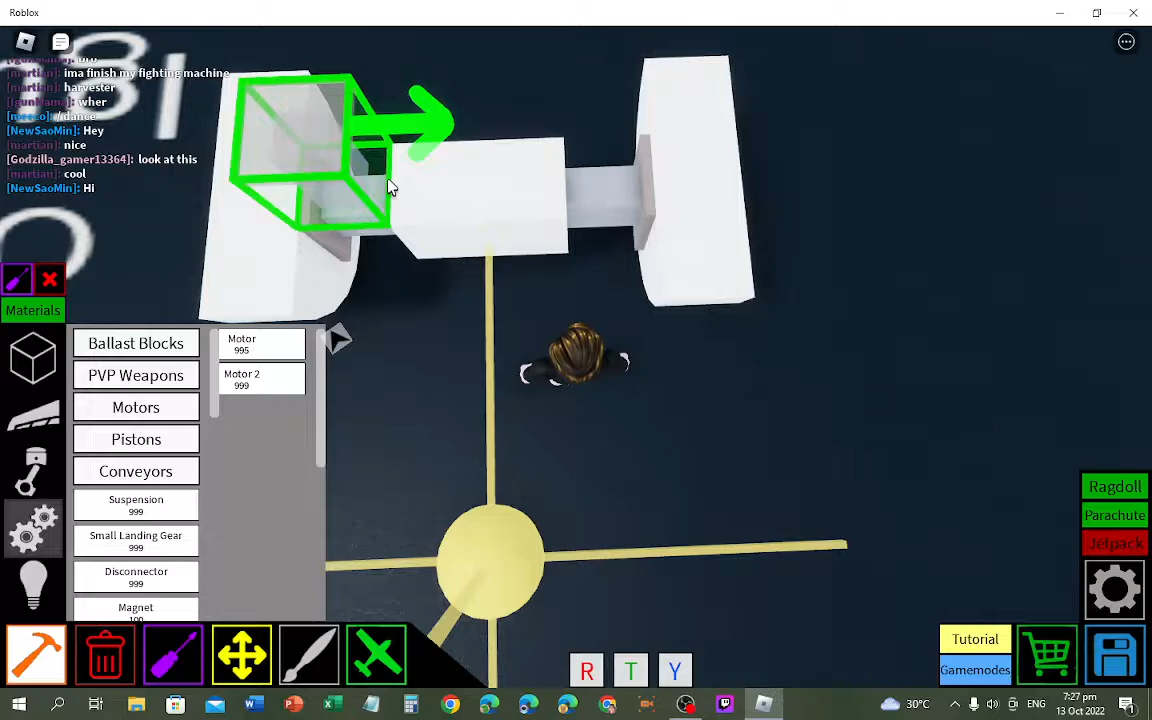 Roblox
[martian]: ima finish my fighting machine
[martian]: harvester
wher
/dance
[NewSaoMin]: Hey
[martian]: nice
[Godzilla_gamer13364]: look at this
[martian]: cool
[NewSaoMin]: Hi
Materials
Ballast Blocks
PVP Weapons
Motors
Pistons
Conveyors
Suspension
999
Small Landing Gear
999
Disconnector
999
Magnet
100
Motor
995
Motor 2
999
R T Y
Ragdoll
Parachute
Jetpack
Tutorial
Gamemodes
30°C
ENG
7:27 pm
13 Oct 2022
1